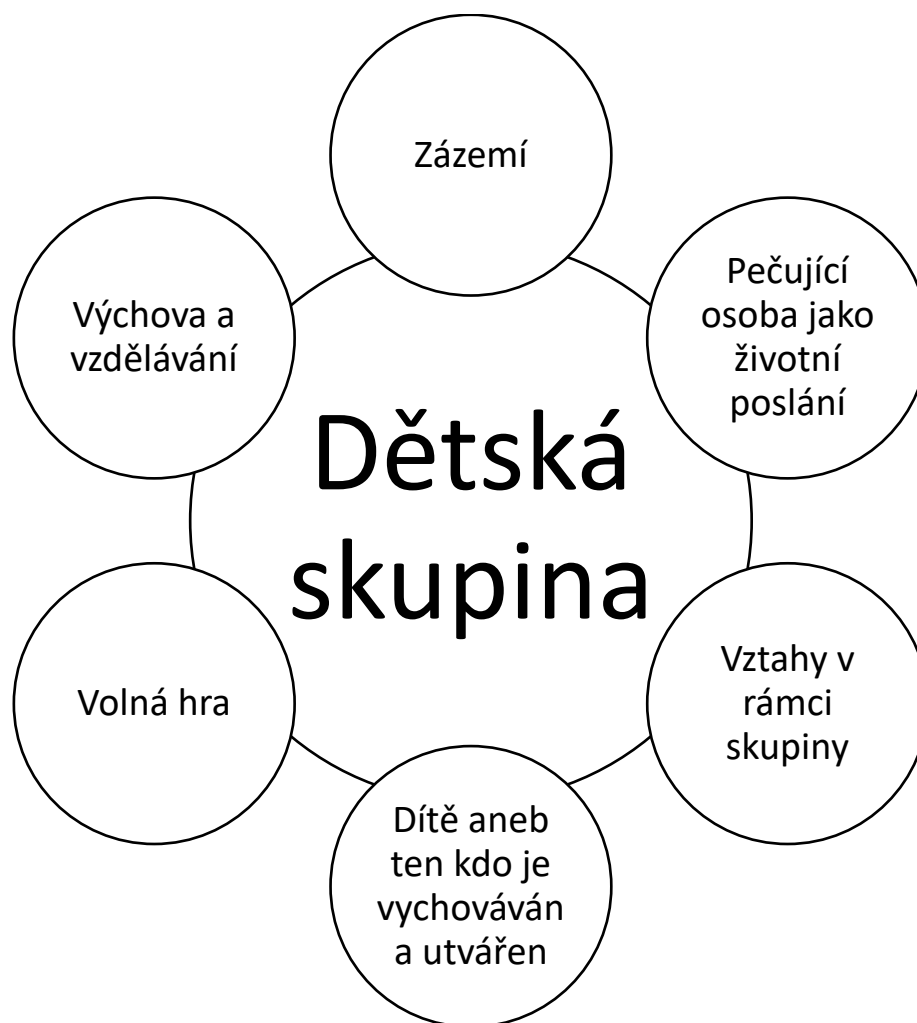 Zázemí
Pečující
osoba jako
životní
poslání
Výchova a
vzdělávání
Dětská
skupina
Vztahy v
rámci
skupiny
Volná hra
Dítě aneb
ten kdo je
vychováván
a utvářen